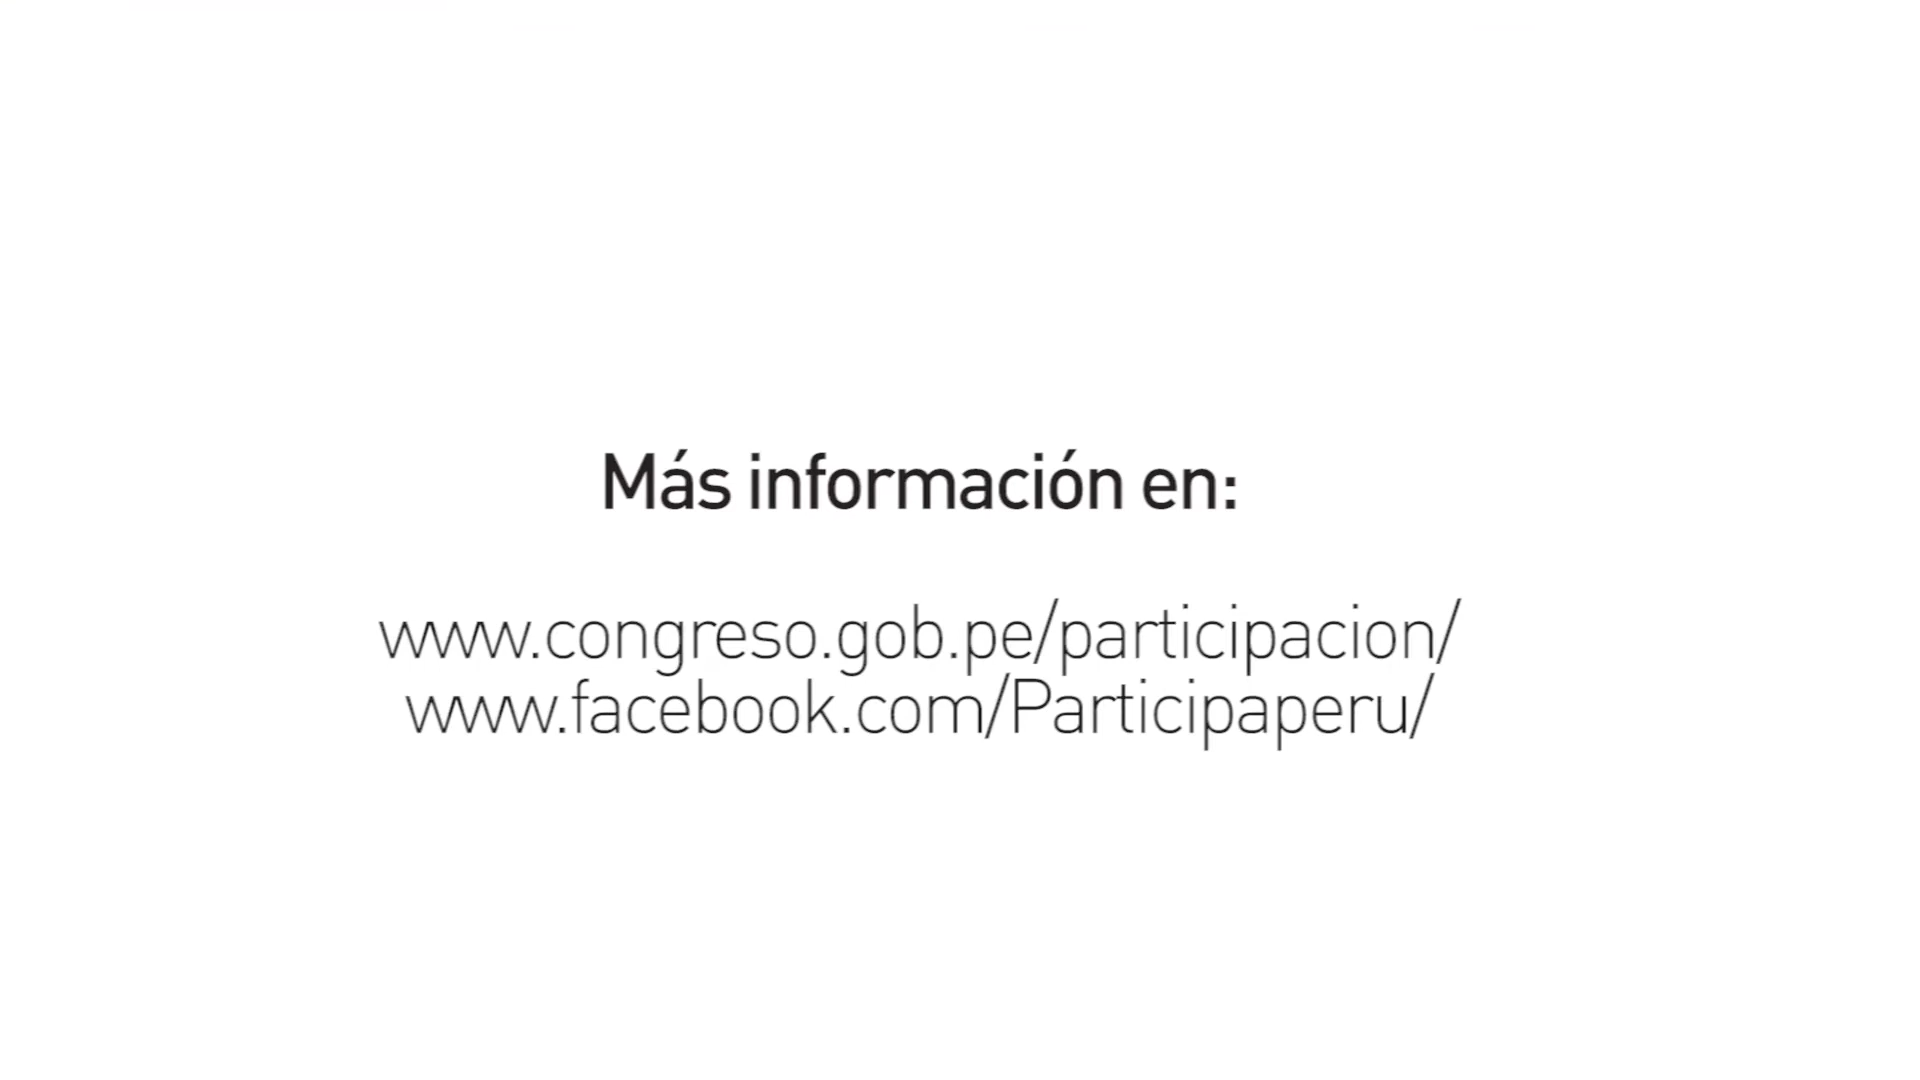 Más información en:
www.congreso.gob.pe/participacion/
www.facebook.com/Participaperu/